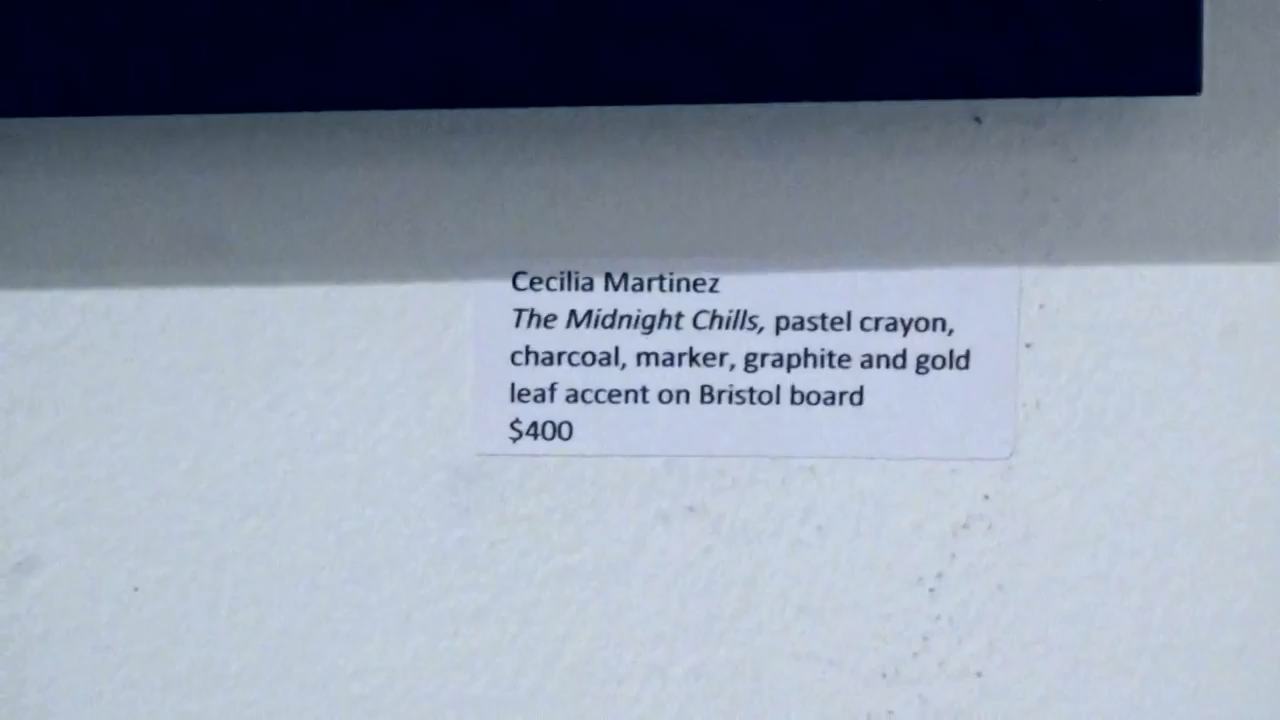 Cecilia Martinez
The Midnight Chills, pastel crayon,
charcoal, marker, graphite and gold
leaf accent on Bristol board
$400